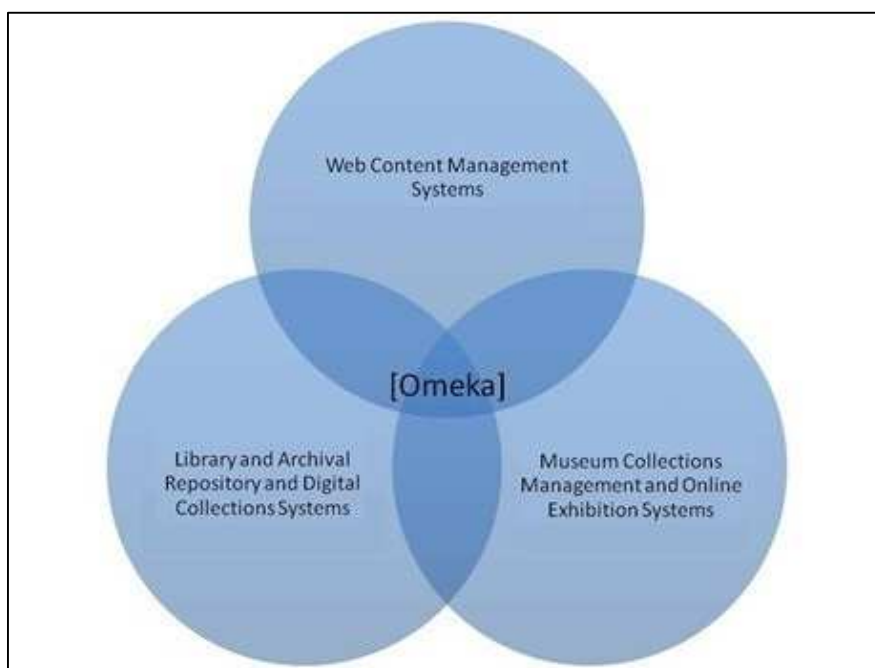 Web Content Management
Systems
[Omeka]
Library and Archival
Repository and Digital
Collections Systems
Museum Collections
Management and Online
Exhibition Systems